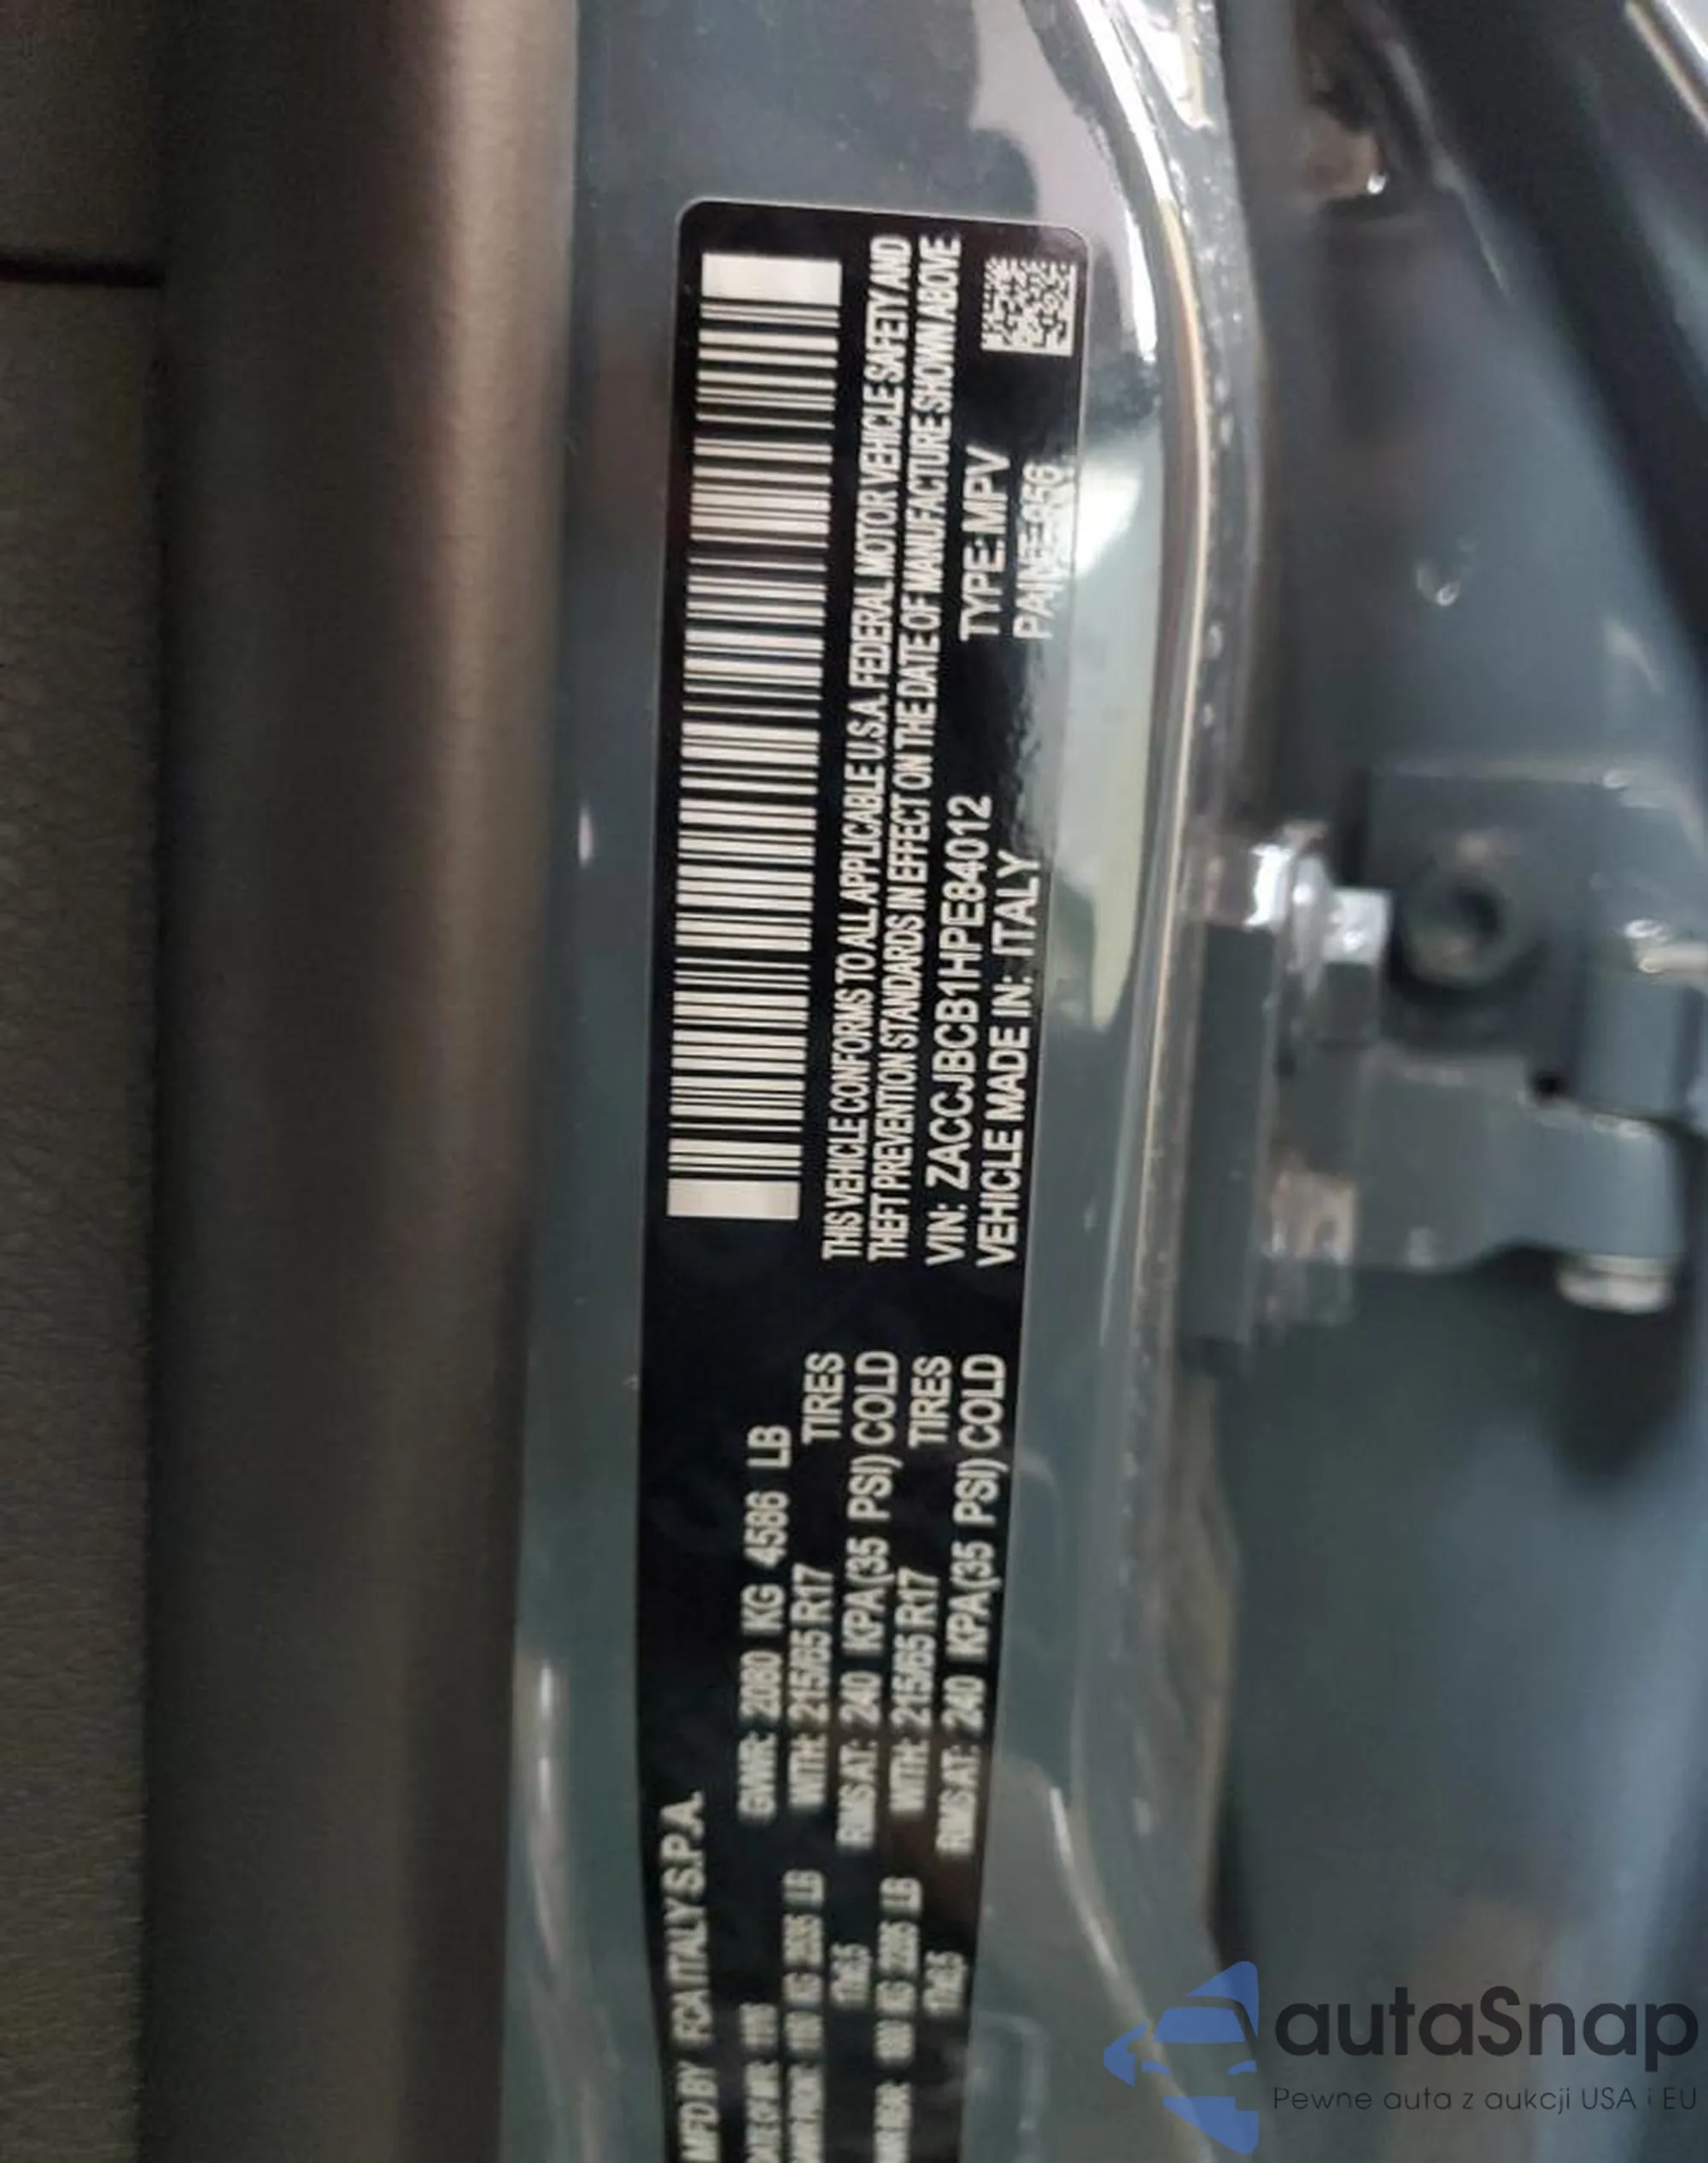 MFD BY FCA ITALY S.P.A.
GVWR: 2080 KG 4586 LB
WITH: 215/65 R17 TIRES
RIMS AT: 240 KPA(35 PSI) COLD
WITH: 215/65 R17 TIRES
RIMS AT: 240 KPA(35 PSI) COLD
THIS VEHICLE CONFORMS TO ALL APPLICABLE U.S.A. FEDERAL MOTOR VEHICLE SAFETY AND
THEFT PREVENTION STANDARDS IN EFFECT ON THE DATE OF MANUFACTURE SHOWN ABOVE
VIN: ZACCJBCB1HPE84012 TYPE: MPV
VEHICLE MADE IN: ITALY
autaSnap
Pewne auta z aukcji USA i EU